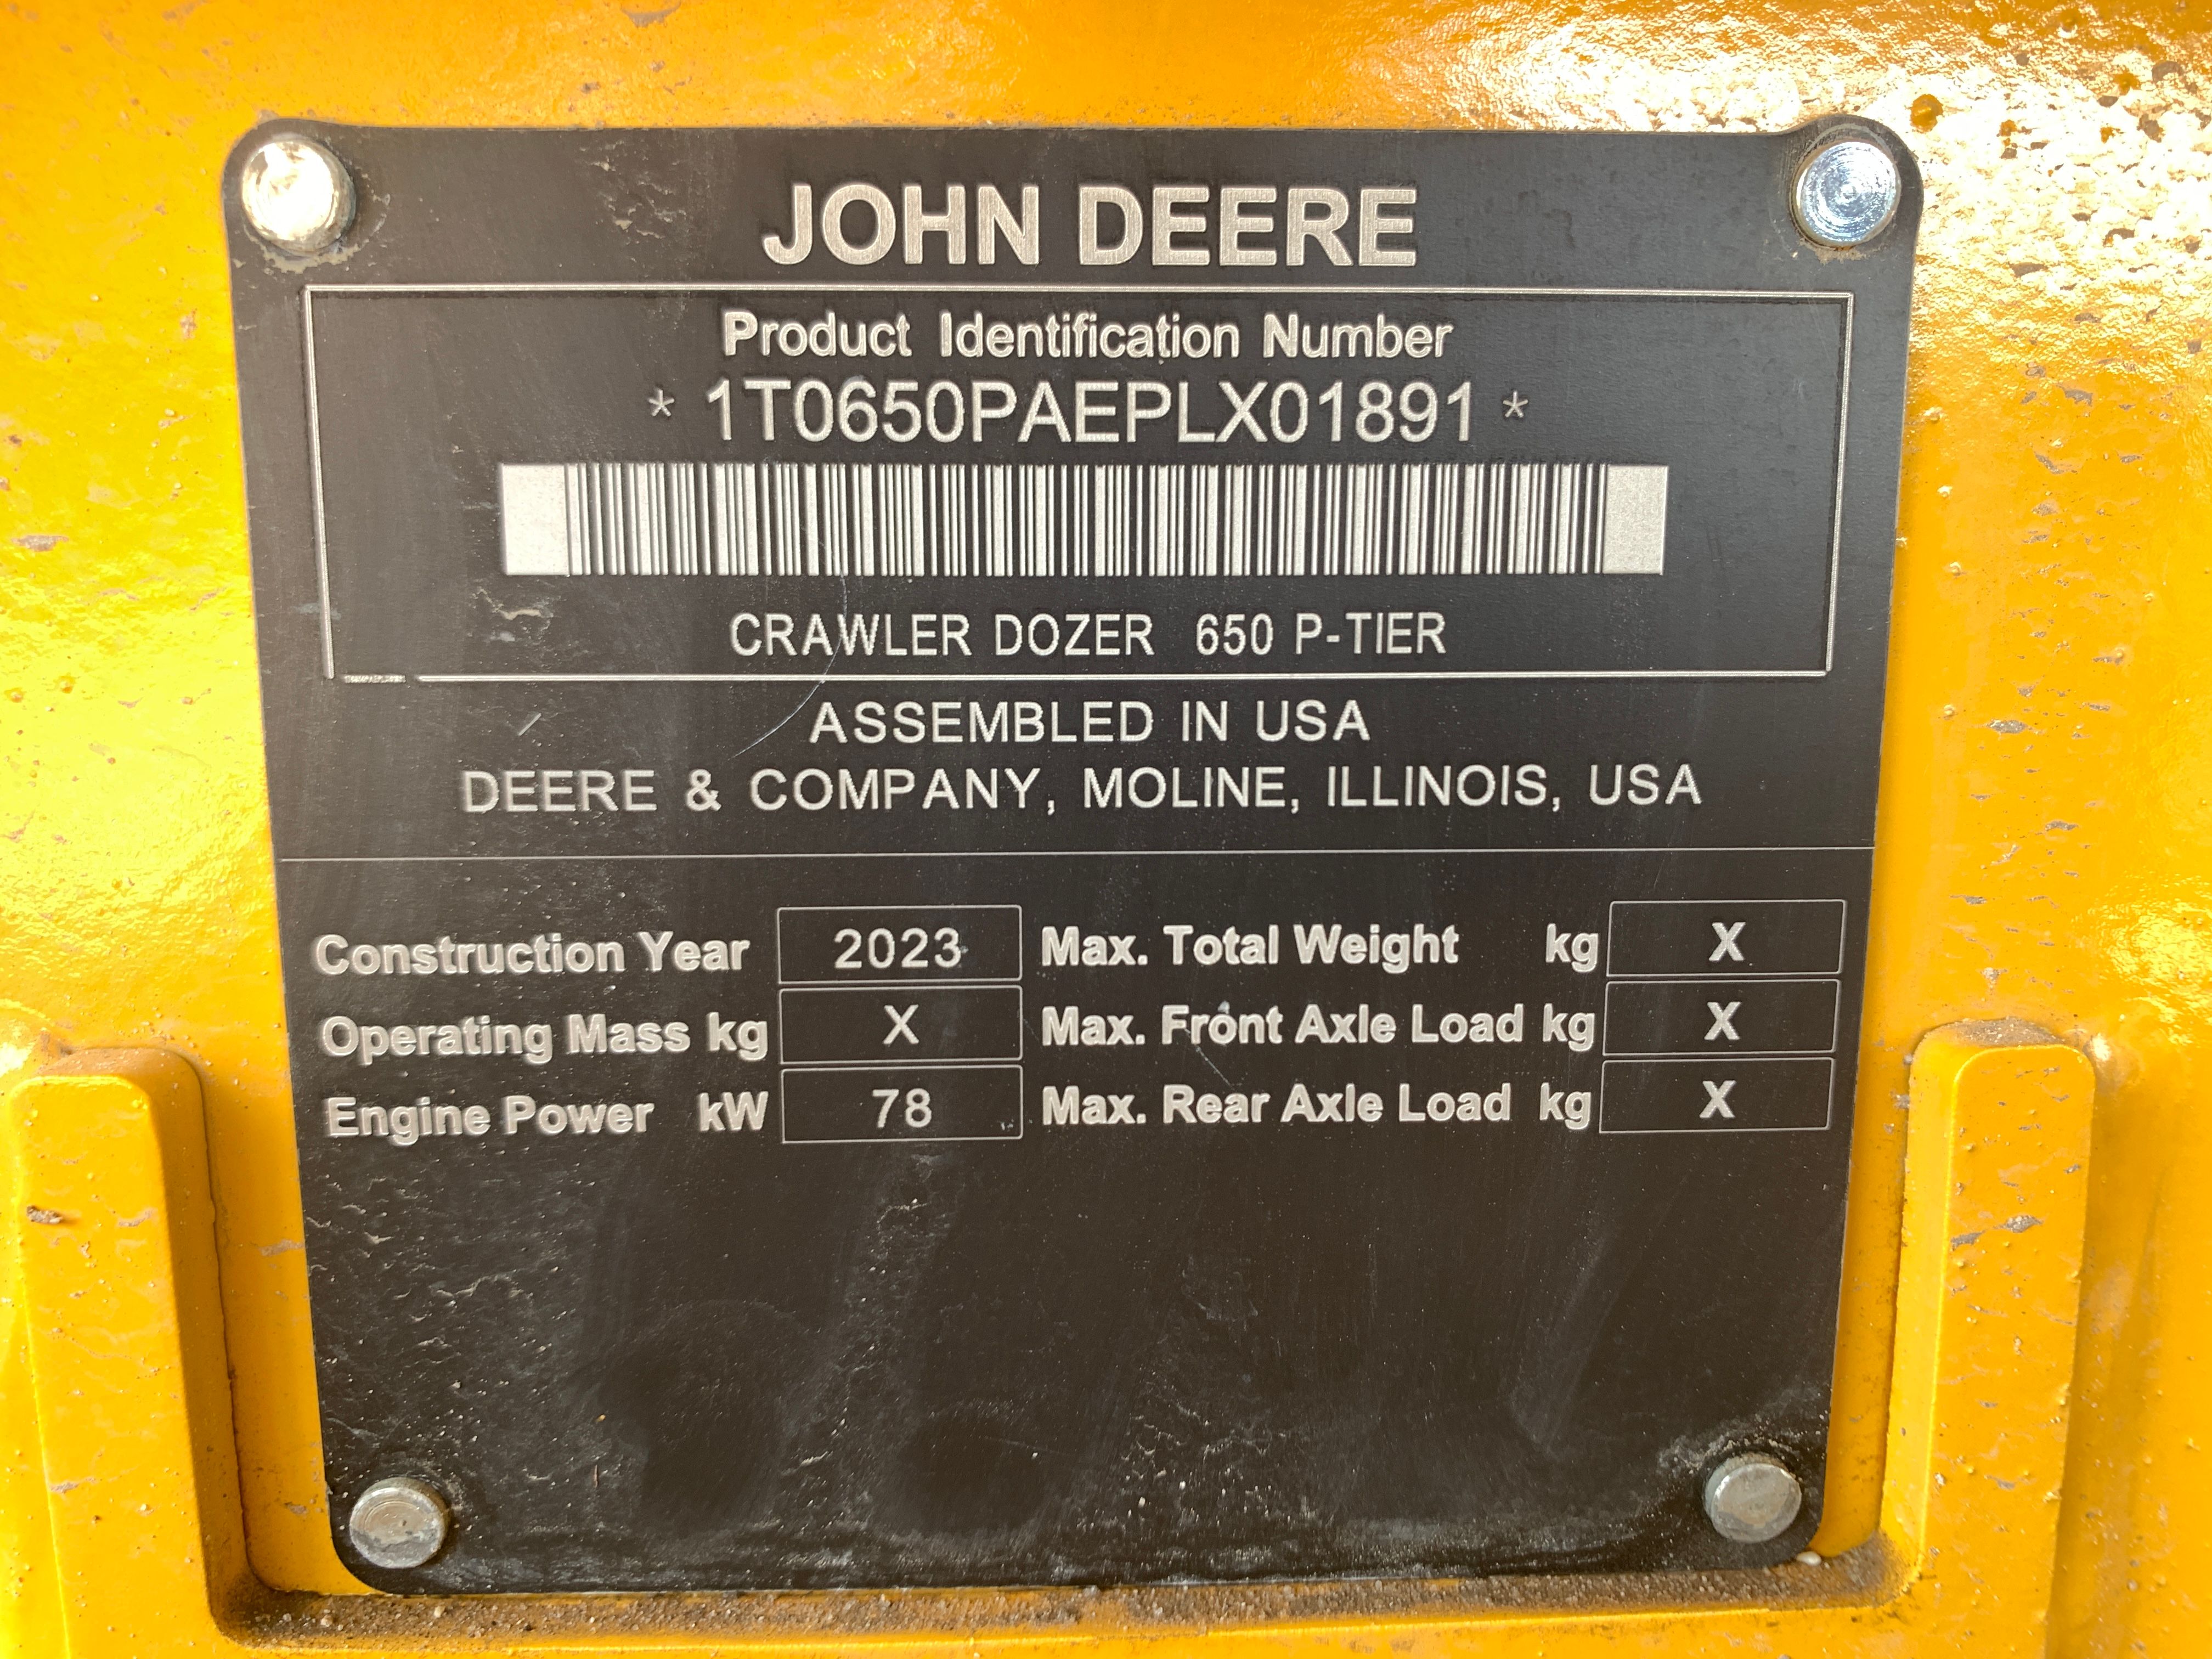 JOHN DEERE
Product Identification Number
* 1T0650PAEPLX01891 *
CRAWLER DOZER 650 P-TIER
ASSEMBLED IN USA
DEERE & COMPANY, MOLINE, ILLINOIS, USA
Construction Year 2023 Max. Total Weight kg X
Operating Mass kg X Max. Front Axle Load kg X
Engine Power kW 78 Max. Rear Axle Load kg X